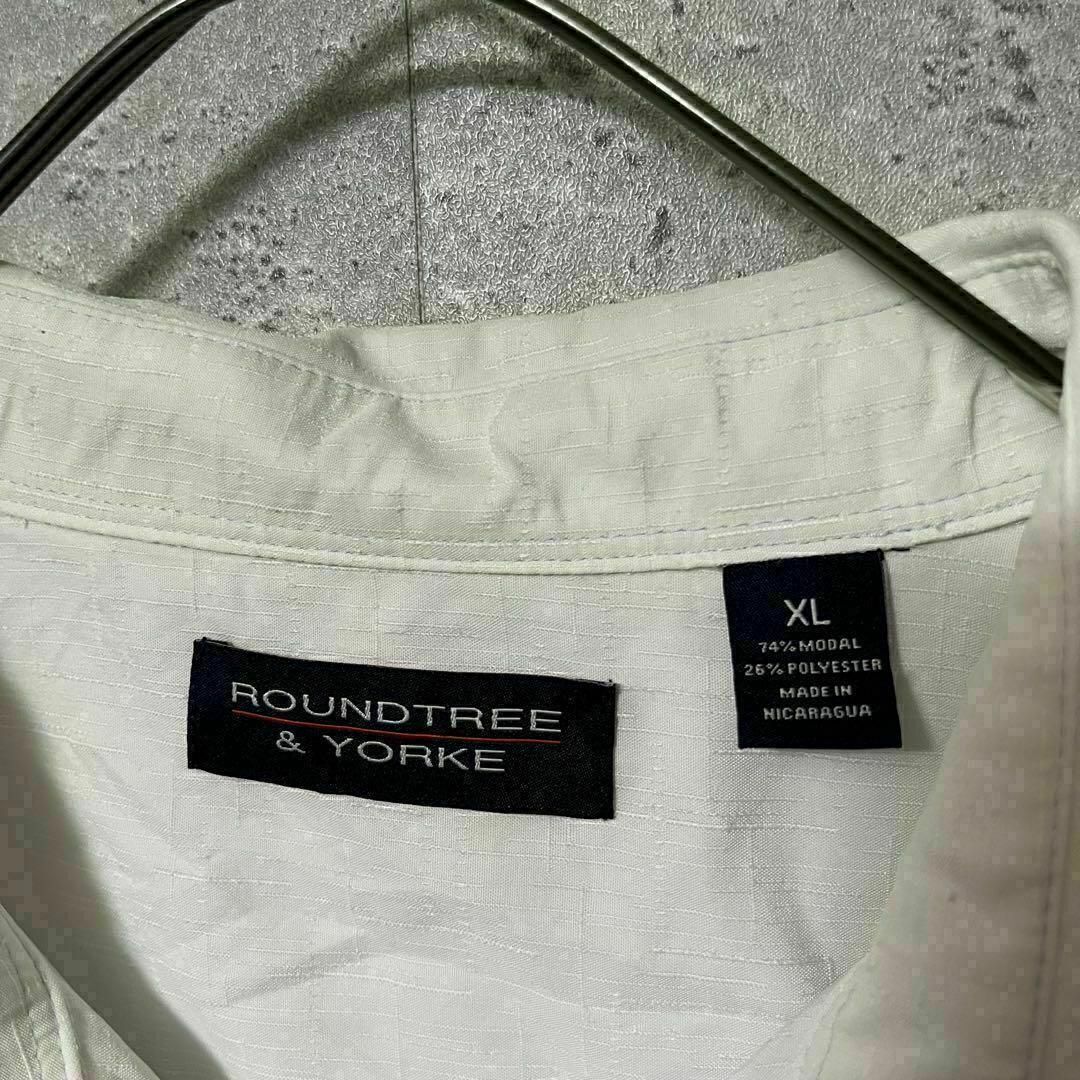 ROUNDTREE
& YORKE
XL
74% MODAL
26% POLYESTER
MADE IN
NICARAGUA